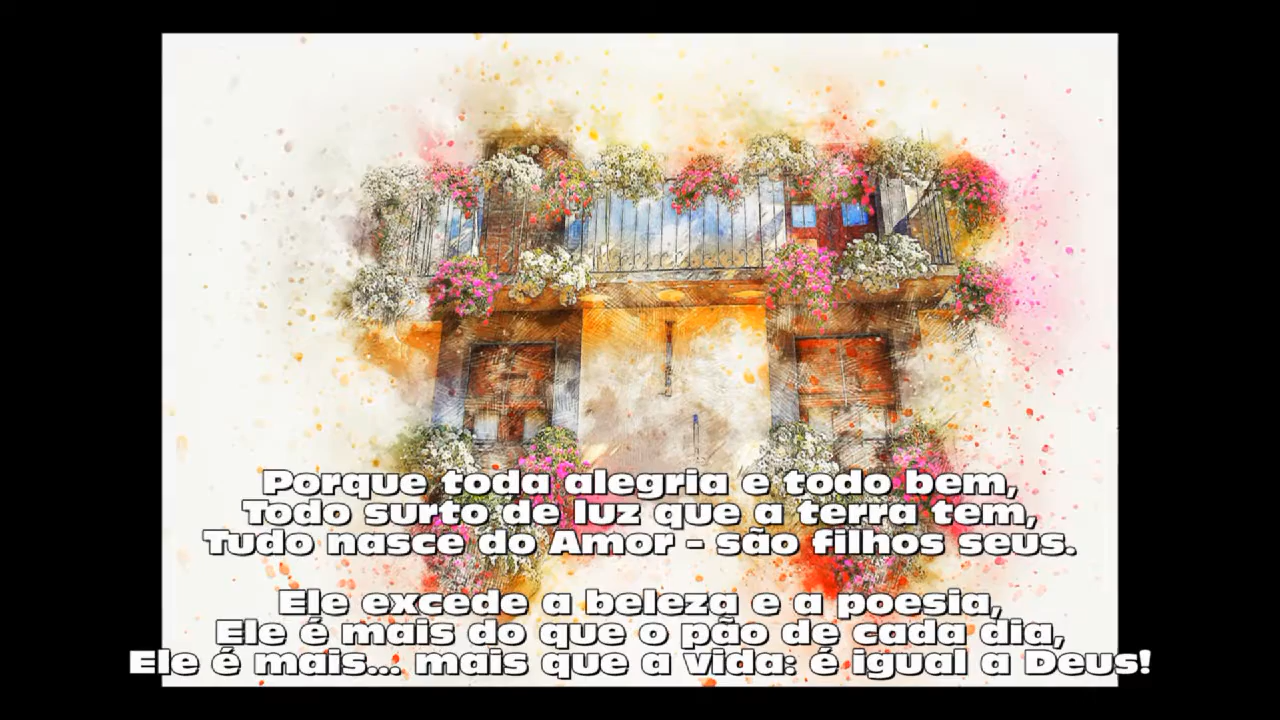 Porque toda alegria e todo bem,
Todo surto de luz que a terra tem,
Tudo nasce do Amor - são filhos seus.
Ele excede a beleza e a poesia,
Ele é mais do que o pão de cada dia,
Ele é mais... mais que a vida: é igual a Deus!